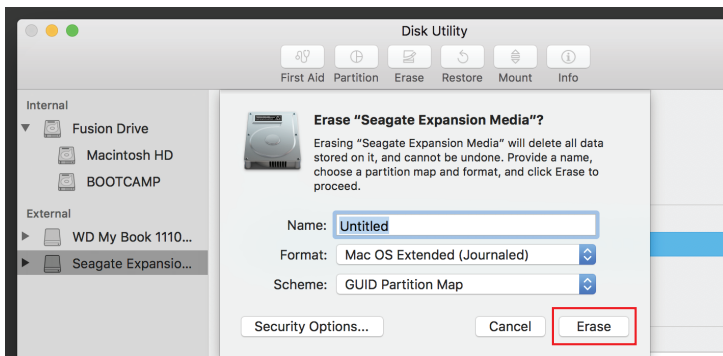 Disk Utility
First Aid Partition Erase Restore Mount Info
Internal
Fusion Drive
Macintosh HD
BOOTCAMP
External
WD My Book 1110...
Seagate Expansio...
Erase “Seagate Expansion Media”?
Erasing “Seagate Expansion Media” will delete all data
stored on it, and cannot be undone. Provide a name,
choose a partition map and format, and click Erase to
proceed.
Name: Untitled
Format: Mac OS Extended (Journaled)
Scheme: GUID Partition Map
Security Options... Cancel Erase